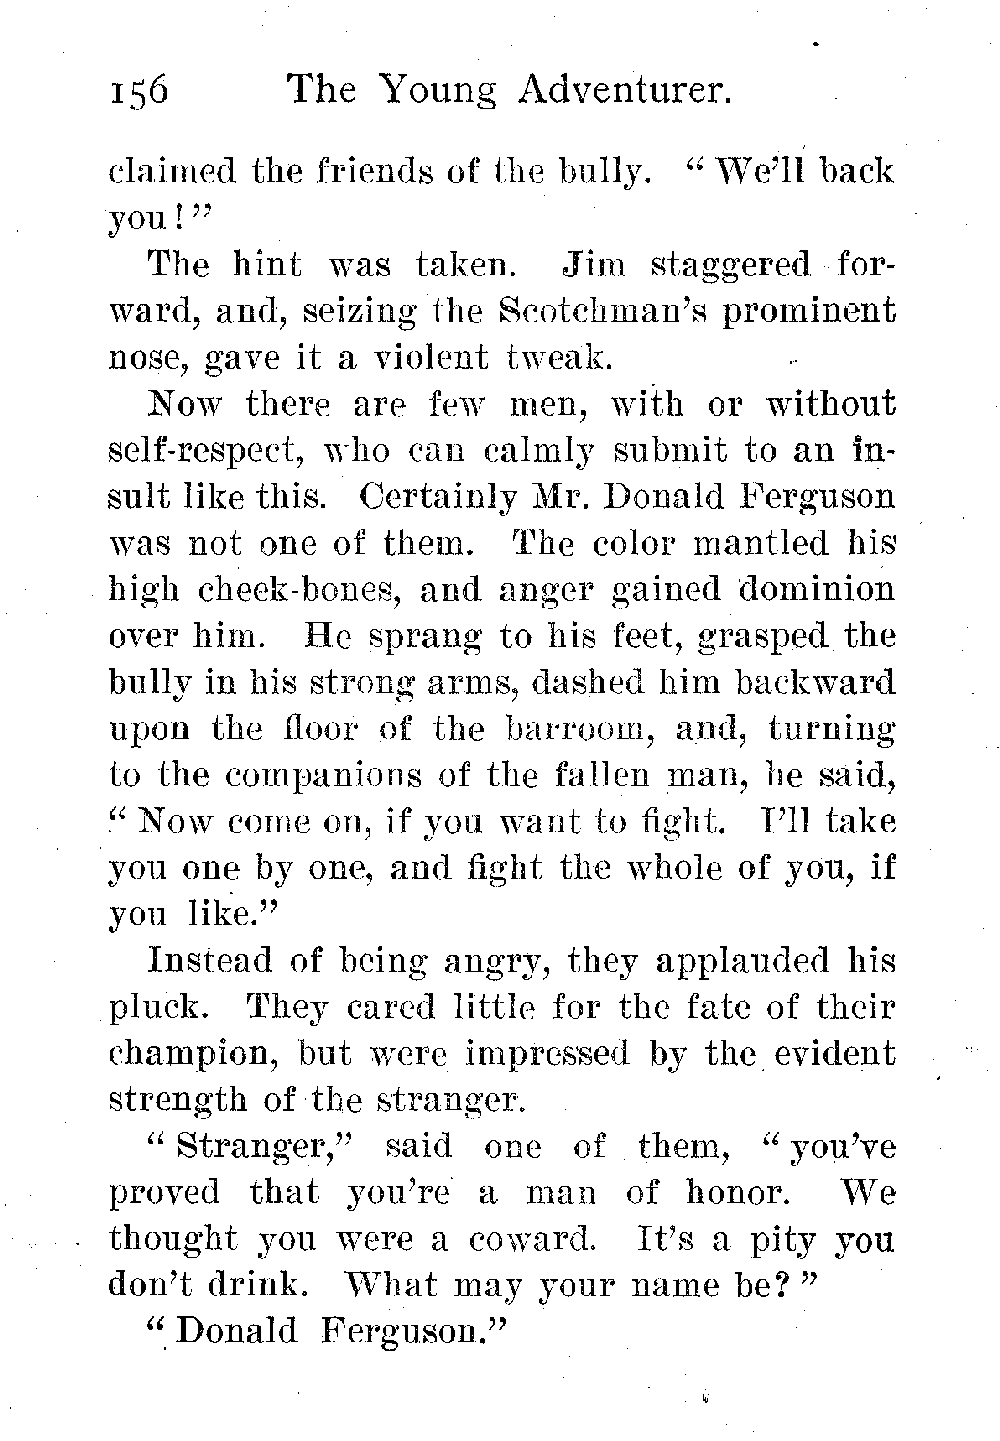 156 The Young Adventurer.
claimed the friends of the bully. “We’ll back
you!”
The hint was taken. Jim staggered for-
ward, and, seizing the Scotchman’s prominent
nose, gave it a violent tweak.
Now there are few men, with or without
self-respect, who can calmly submit to an in-
sult like this. Certainly Mr. Donald Ferguson
was not one of them. The color mantled his
high cheek-bones, and anger gained dominion
over him. He sprang to his feet, grasped the
bully in his strong arms, dashed him backward
upon the floor of the barroom, and, turning
to the companions of the fallen man, he said,
“Now come on, if you want to fight. I’ll take
you one by one, and fight the whole of you, if
you like.”
Instead of being angry, they applauded his
pluck. They cared little for the fate of their
champion, but were impressed by the evident
strength of the stranger.
“Stranger,” said one of them, “you’ve
proved that you’re a man of honor. We
thought you were a coward. It’s a pity you
don’t drink. What may your name be?”
“Donald Ferguson.”